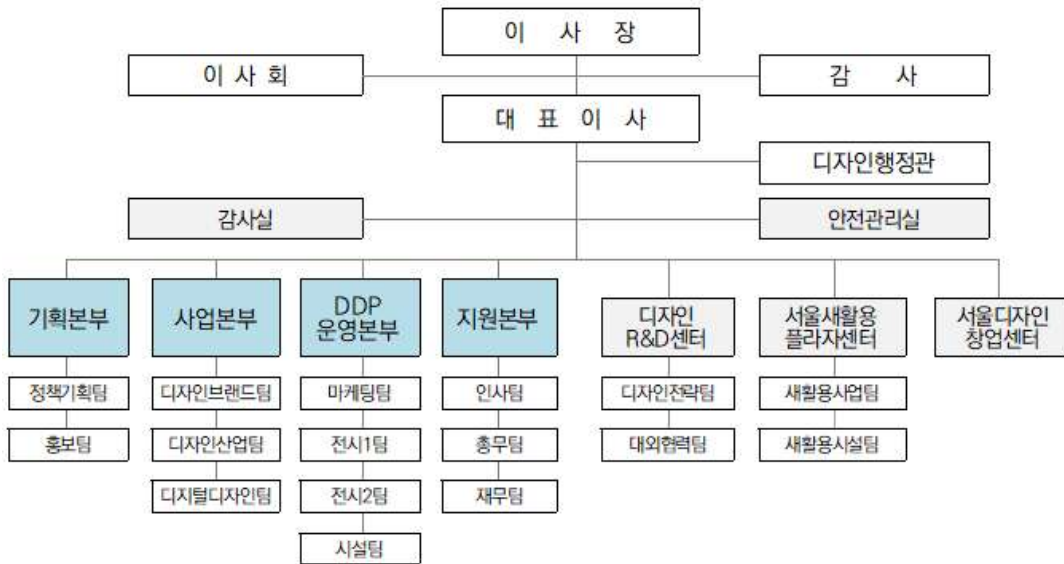 이 사 장
이 사 회
감 사
대 표 이 사
디자인행정관
감사실
안전관리실
기획본부
정책기획팀
홍보팀
사업본부
디자인브랜드팀
디자인산업팀
디지털디자인팀
DDP
운영본부
마케팅팀
전시1팀
전시2팀
시설팀
지원본부
인사팀
총무팀
재무팀
디자인
R&D센터
디자인전략팀
대외협력팀
서울새활용
플라자센터
새활용사업팀
새활용시설팀
서울디자인
창업센터